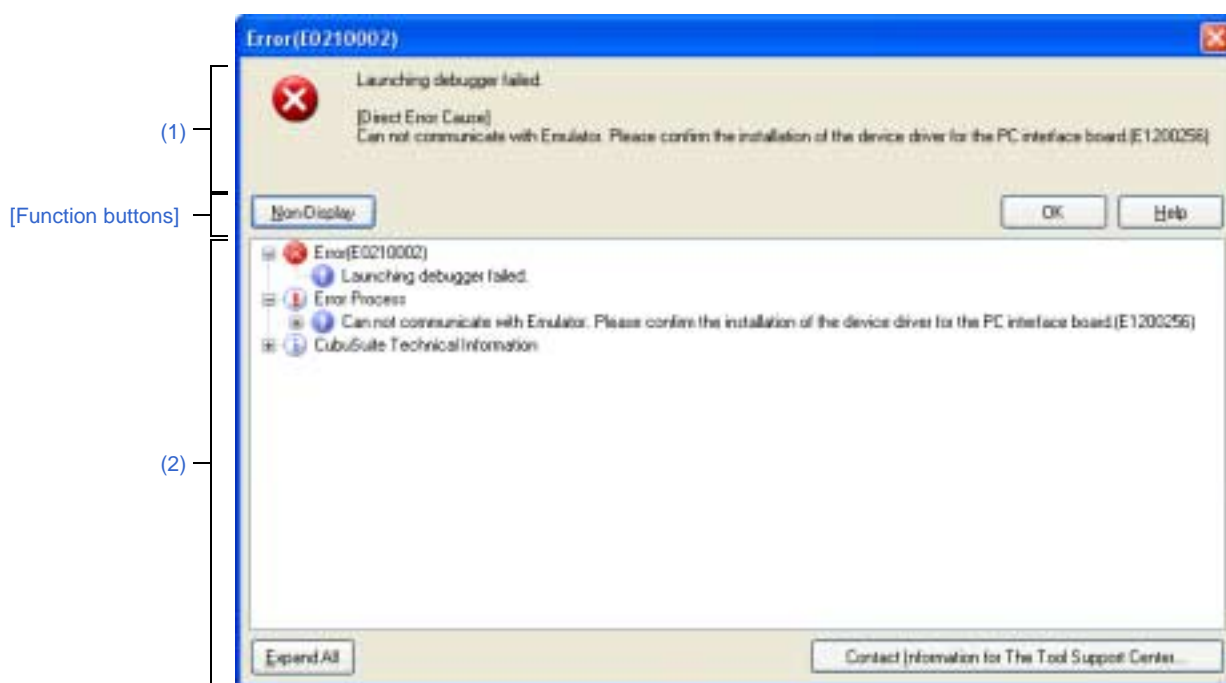 Error(E0210002)
Launching debugger failed.
[Direct Error Cause]
Can not communicate with Emulator. Please confirm the installation of the device driver for the PC interface board.(E1200256)
(1)
[Function buttons]
Non-Display
OK
Help
Error(E0210002)
Launching debugger failed.
Error Process
Can not communicate with Emulator. Please confirm the installation of the device driver for the PC interface board.(E1200256)
CubuSuite Technical Information
(2)
Expand All
Contact Information for The Tool Support Center...